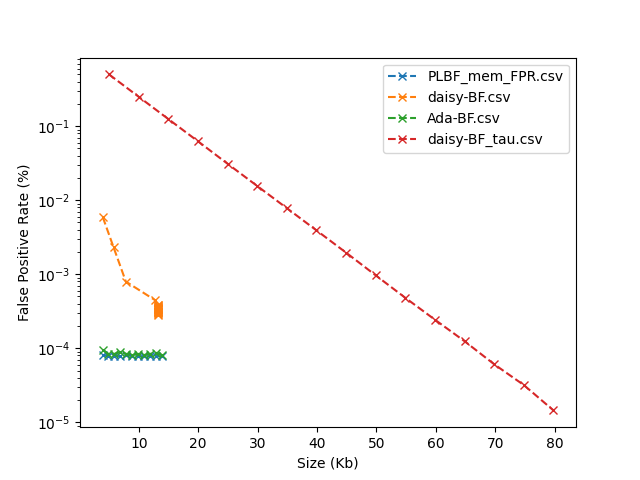 PLBF_mem_FPR.csv
daisy-BF.csv
Ada-BF.csv
daisy-BF_tau.csv
False Positive Rate (%)
10⁻¹
10⁻²
10⁻³
10⁻⁴
10⁻⁵
10 20 30 40 50 60 70 80
Size (Kb)